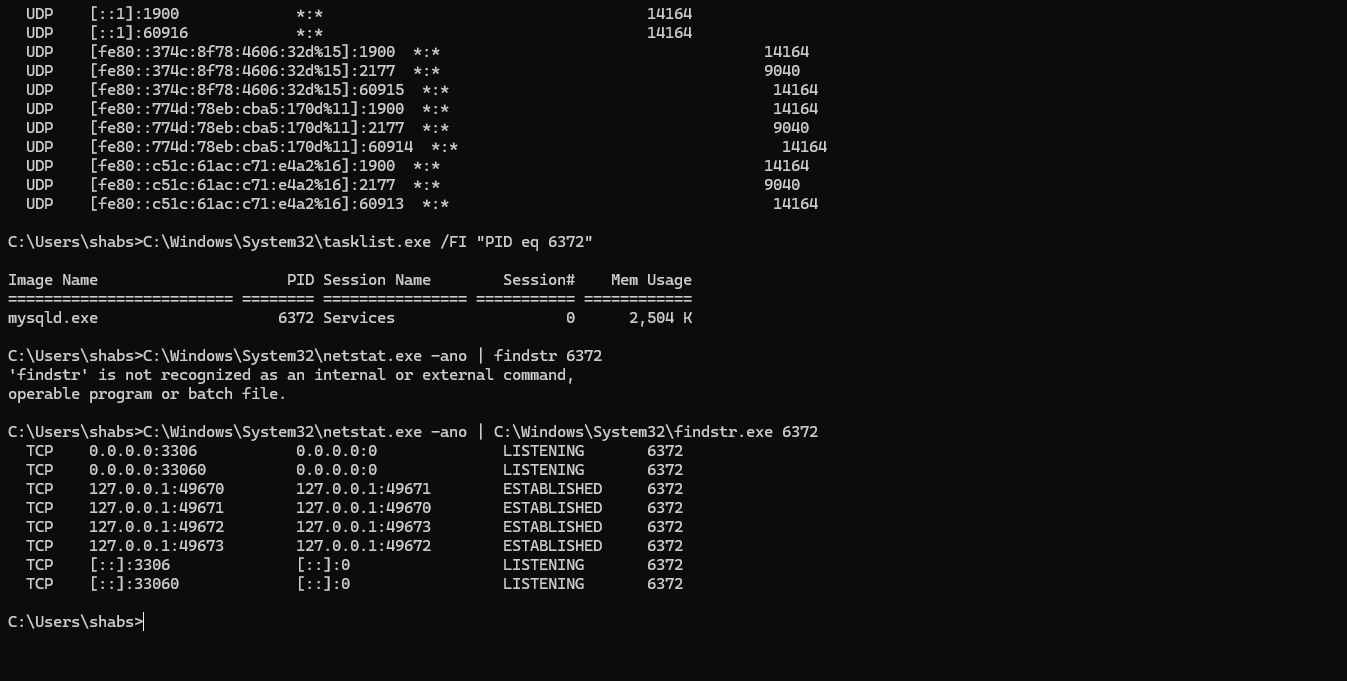 UDP    [::1]:1900             *:*                                    14164
UDP    [::1]:60916            *:*                                    14164
UDP    [fe80::374c:8f78:4606:32d%15]:1900  *:*                                    14164
UDP    [fe80::374c:8f78:4606:32d%15]:2177  *:*                                    9040
UDP    [fe80::374c:8f78:4606:32d%15]:60915  *:*                                    14164
UDP    [fe80::774d:78eb:cba5:170d%11]:1900  *:*                                    14164
UDP    [fe80::774d:78eb:cba5:170d%11]:2177  *:*                                    9040
UDP    [fe80::774d:78eb:cba5:170d%11]:60914  *:*                                    14164
UDP    [fe80::c51c:61ac:c71:e4a2%16]:1900  *:*                                    14164
UDP    [fe80::c51c:61ac:c71:e4a2%16]:2177  *:*                                    9040
UDP    [fe80::c51c:61ac:c71:e4a2%16]:60913  *:*                                    14164
C:\Users\shabs>C:\Windows\System32\tasklist.exe /FI "PID eq 6372"
Image Name                     PID Session Name        Session#    Mem Usage
========================= ======== ================ =========== ============
mysqld.exe                    6372 Services                   0      2,504 K
C:\Users\shabs>C:\Windows\System32\netstat.exe -ano | findstr 6372
'findstr' is not recognized as an internal or external command,
operable program or batch file.
C:\Users\shabs>C:\Windows\System32\netstat.exe -ano | C:\Windows\System32\findstr.exe 6372
TCP    0.0.0.0:3306           0.0.0.0:0              LISTENING       6372
TCP    0.0.0.0:33060          0.0.0.0:0              LISTENING       6372
TCP    127.0.0.1:49670        127.0.0.1:49671        ESTABLISHED     6372
TCP    127.0.0.1:49671        127.0.0.1:49670        ESTABLISHED     6372
TCP    127.0.0.1:49672        127.0.0.1:49673        ESTABLISHED     6372
TCP    127.0.0.1:49673        127.0.0.1:49672        ESTABLISHED     6372
TCP    [::]:3306              [::]:0                 LISTENING       6372
TCP    [::]:33060             [::]:0                 LISTENING       6372
C:\Users\shabs>